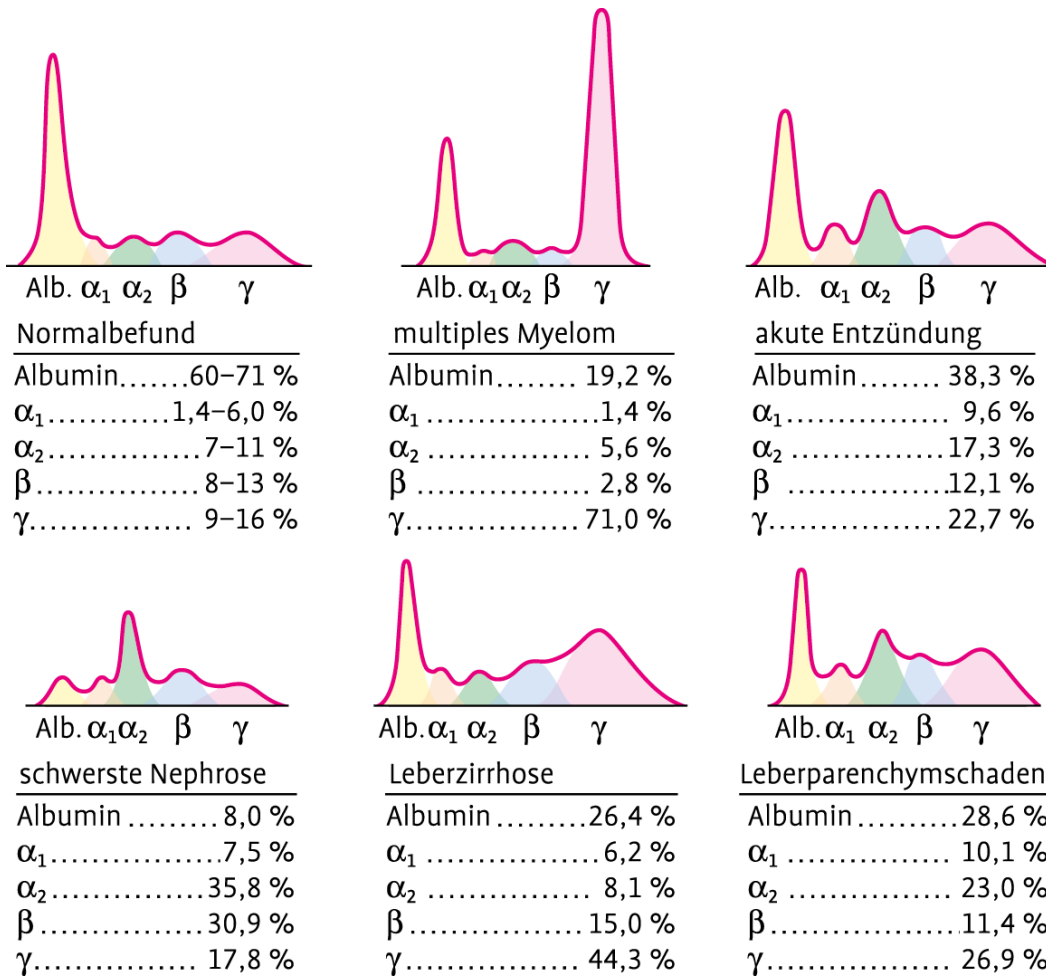 Alb. α₁ α₂ β γ
Normalbefund
Albumin.......60–71 %
α₁.............1,4–6,0 %
α₂................7–11 %
β.................8–13 %
γ.................9–16 %
Alb. α₁ α₂ β γ
multiples Myelom
Albumin.........19,2 %
α₁...................1,4 %
α₂..................5,6 %
β...................2,8 %
γ..................71,0 %
Alb. α₁ α₂ β γ
akute Entzündung
Albumin.........38,3 %
α₁...................9,6 %
α₂.................17,3 %
β.................12,1 %
γ...................22,7 %
Alb. α₁ α₂ β γ
schwerste Nephrose
Albumin.........8,0 %
α₁..................7,5 %
α₂................35,8 %
β.................30,9 %
γ.................17,8 %
Alb. α₁ α₂ β γ
Leberzirrhose
Albumin..........26,4 %
α₁...................6,2 %
α₂..................8,1 %
β..................15,0 %
γ..................44,3 %
Alb. α₁ α₂ β γ
Leberparenchymschaden
Albumin.........28,6 %
α₁..................10,1 %
α₂.................23,0 %
β...................11,4 %
γ...................26,9 %